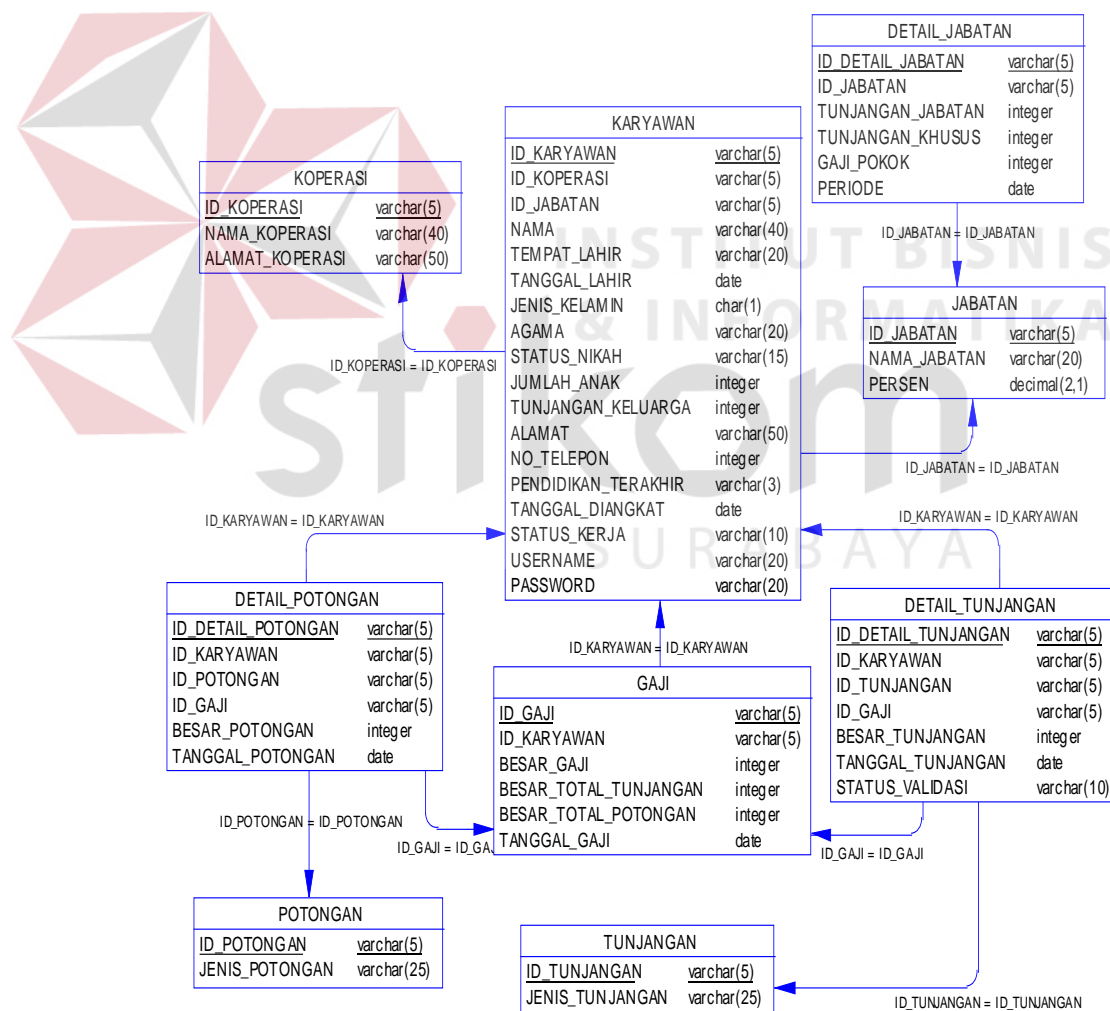 DETAIL_JABATAN
ID_DETAIL_JABATAN varchar(5)
ID_JABATAN varchar(5)
TUNJANGAN_JABATAN integer
TUNJANGAN_KHUSUS integer
GAJI_POKOK integer
PERIODE date
KARYAWAN
ID_KARYAWAN varchar(5)
ID_KOPERASI varchar(5)
ID_JABATAN varchar(5)
NAMA varchar(40)
TEMPAT_LAHIR varchar(20)
TANGGAL_LAHIR date
JENIS_KELAMIN char(1)
AGAMA varchar(20)
STATUS_NIKAH varchar(15)
JUMLAH_ANAK integer
TUNJANGAN_KELUARGA integer
ALAMAT varchar(50)
NO_TELEPON integer
PENDIDIKAN_TERAKHIR varchar(3)
TANGGAL_DIANGKAT date
STATUS_KERJA varchar(10)
USERNAME varchar(20)
PASSWORD varchar(20)
KOPERASI
ID_KOPERASI varchar(5)
NAMA_KOPERASI varchar(40)
ALAMAT_KOPERASI varchar(50)
ID_JABATAN = ID_JABATAN
INSTITUT BISNIS
& INFORMATIKA
stikom
SURABAYA
JABATAN
ID_JABATAN varchar(5)
NAMA_JABATAN varchar(20)
PERSEN decimal(2,1)
ID_KOPERASI = ID_KOPERASI
ID_JABATAN = ID_JABATAN
ID_KARYAWAN = ID_KARYAWAN
ID_KARYAWAN = ID_KARYAWAN
DETAIL_POTONGAN
ID_DETAIL_POTONGAN varchar(5)
ID_KARYAWAN varchar(5)
ID_POTONGAN varchar(5)
ID_GAJI varchar(5)
BESAR_POTONGAN integer
TANGGAL_POTONGAN date
DETAIL_TUNJANGAN
ID_DETAIL_TUNJANGAN varchar(5)
ID_KARYAWAN varchar(5)
ID_TUNJANGAN varchar(5)
ID_GAJI varchar(5)
BESAR_TUNJANGAN integer
TANGGAL_TUNJANGAN date
STATUS_VALIDASI varchar(10)
ID_KARYAWAN = ID_KARYAWAN
GAJI
ID_GAJI varchar(5)
ID_KARYAWAN varchar(5)
BESAR_GAJI integer
BESAR_TOTAL_TUNJANGAN integer
BESAR_TOTAL_POTONGAN integer
TANGGAL_GAJI date
ID_POTONGAN = ID_POTONGAN
ID_GAJI = ID_GAJ
ID_GAJI = ID_GAJI
POTONGAN
ID_POTONGAN varchar(5)
JENIS_POTONGAN varchar(25)
TUNJANGAN
ID_TUNJANGAN varchar(5)
JENIS_TUNJANGAN varchar(25)
ID_TUNJANGAN = ID_TUNJANGAN